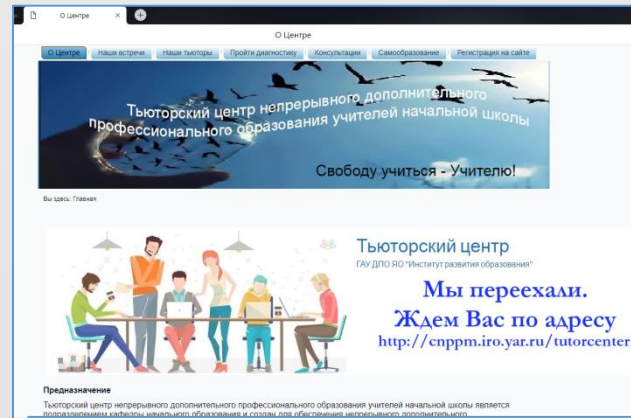 О Центре
О Центре
О Центре Наши встречи Наши тьюторы Пройти диагностику Консультации Самообразование Регистрация на сайте
Тьюторский центр непрерывного дополнительного
профессионального образования учителей начальной школы
Свободу учиться - Учителю!
Вы здесь: Главная
Тьюторский центр
ГАУ ДПО ЯО "Институт развития образования"
Мы переехали.
Ждем Вас по адресу
http://cnppm.iro.yar.ru/tutorcenter
Предназначение
Тьюторский центр непрерывного дополнительного профессионального образования учителей начальной школы является
подразделением кафедры начального образования и создан для обеспечения непрерывного дополнительного